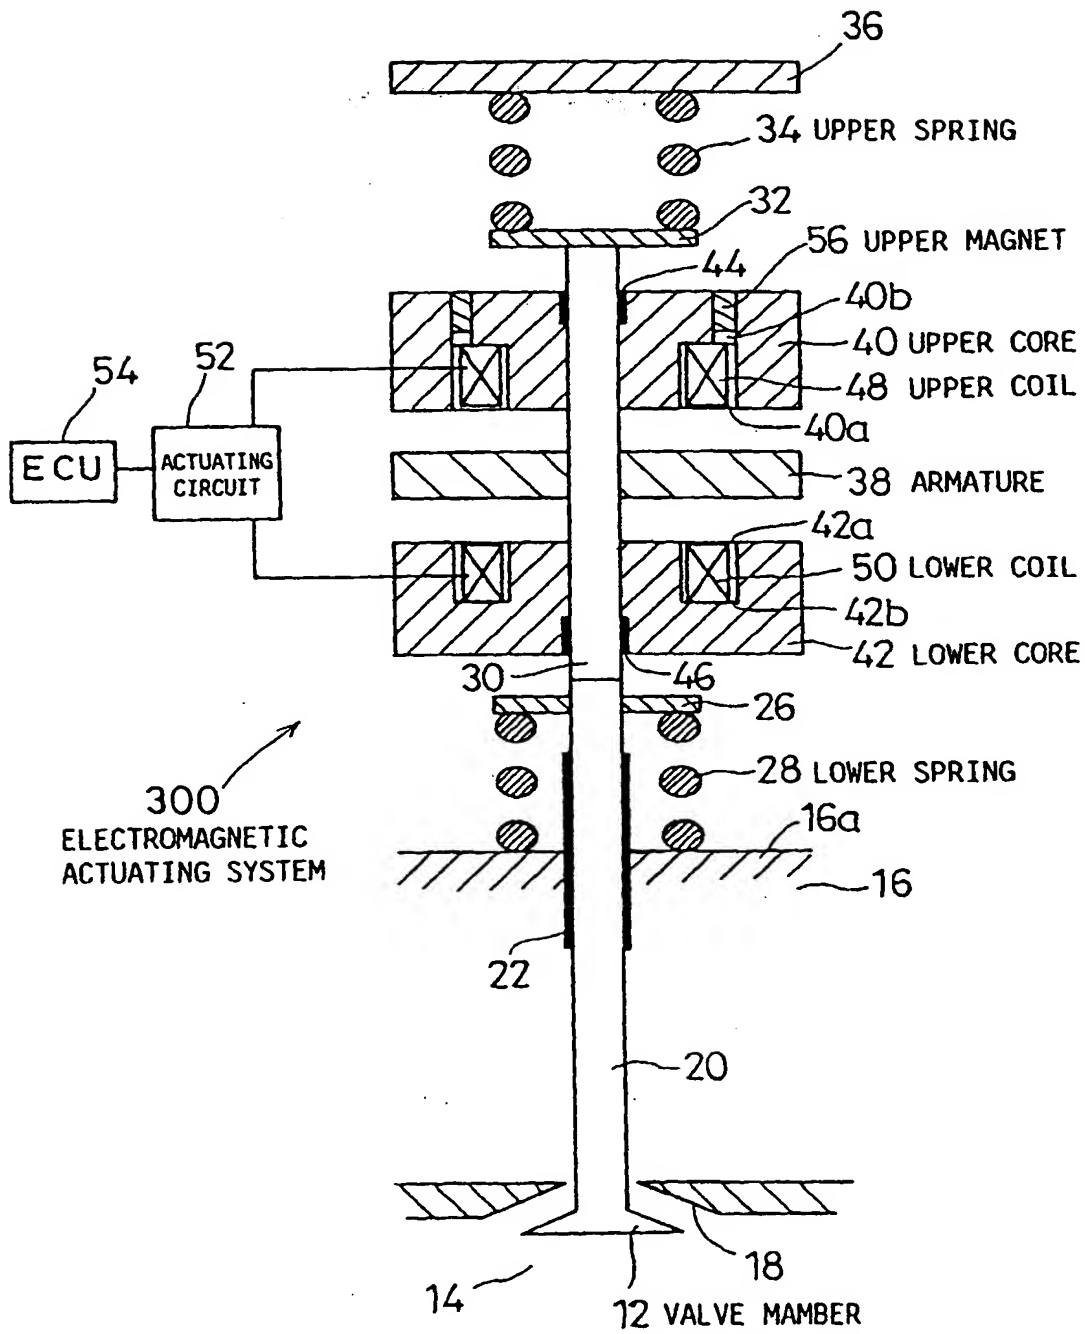 36
34 UPPER SPRING
32
56 UPPER MAGNET
44
40b
40 UPPER CORE
48 UPPER COIL
40a
54
52
ECU
ACTUATING
CIRCUIT
38 ARMATURE
42a
50 LOWER COIL
42b
42 LOWER CORE
30
46
26
28 LOWER SPRING
300
ELECTROMAGNETIC
ACTUATING SYSTEM
16a
16
22
20
18
14
12 VALVE MAMBER